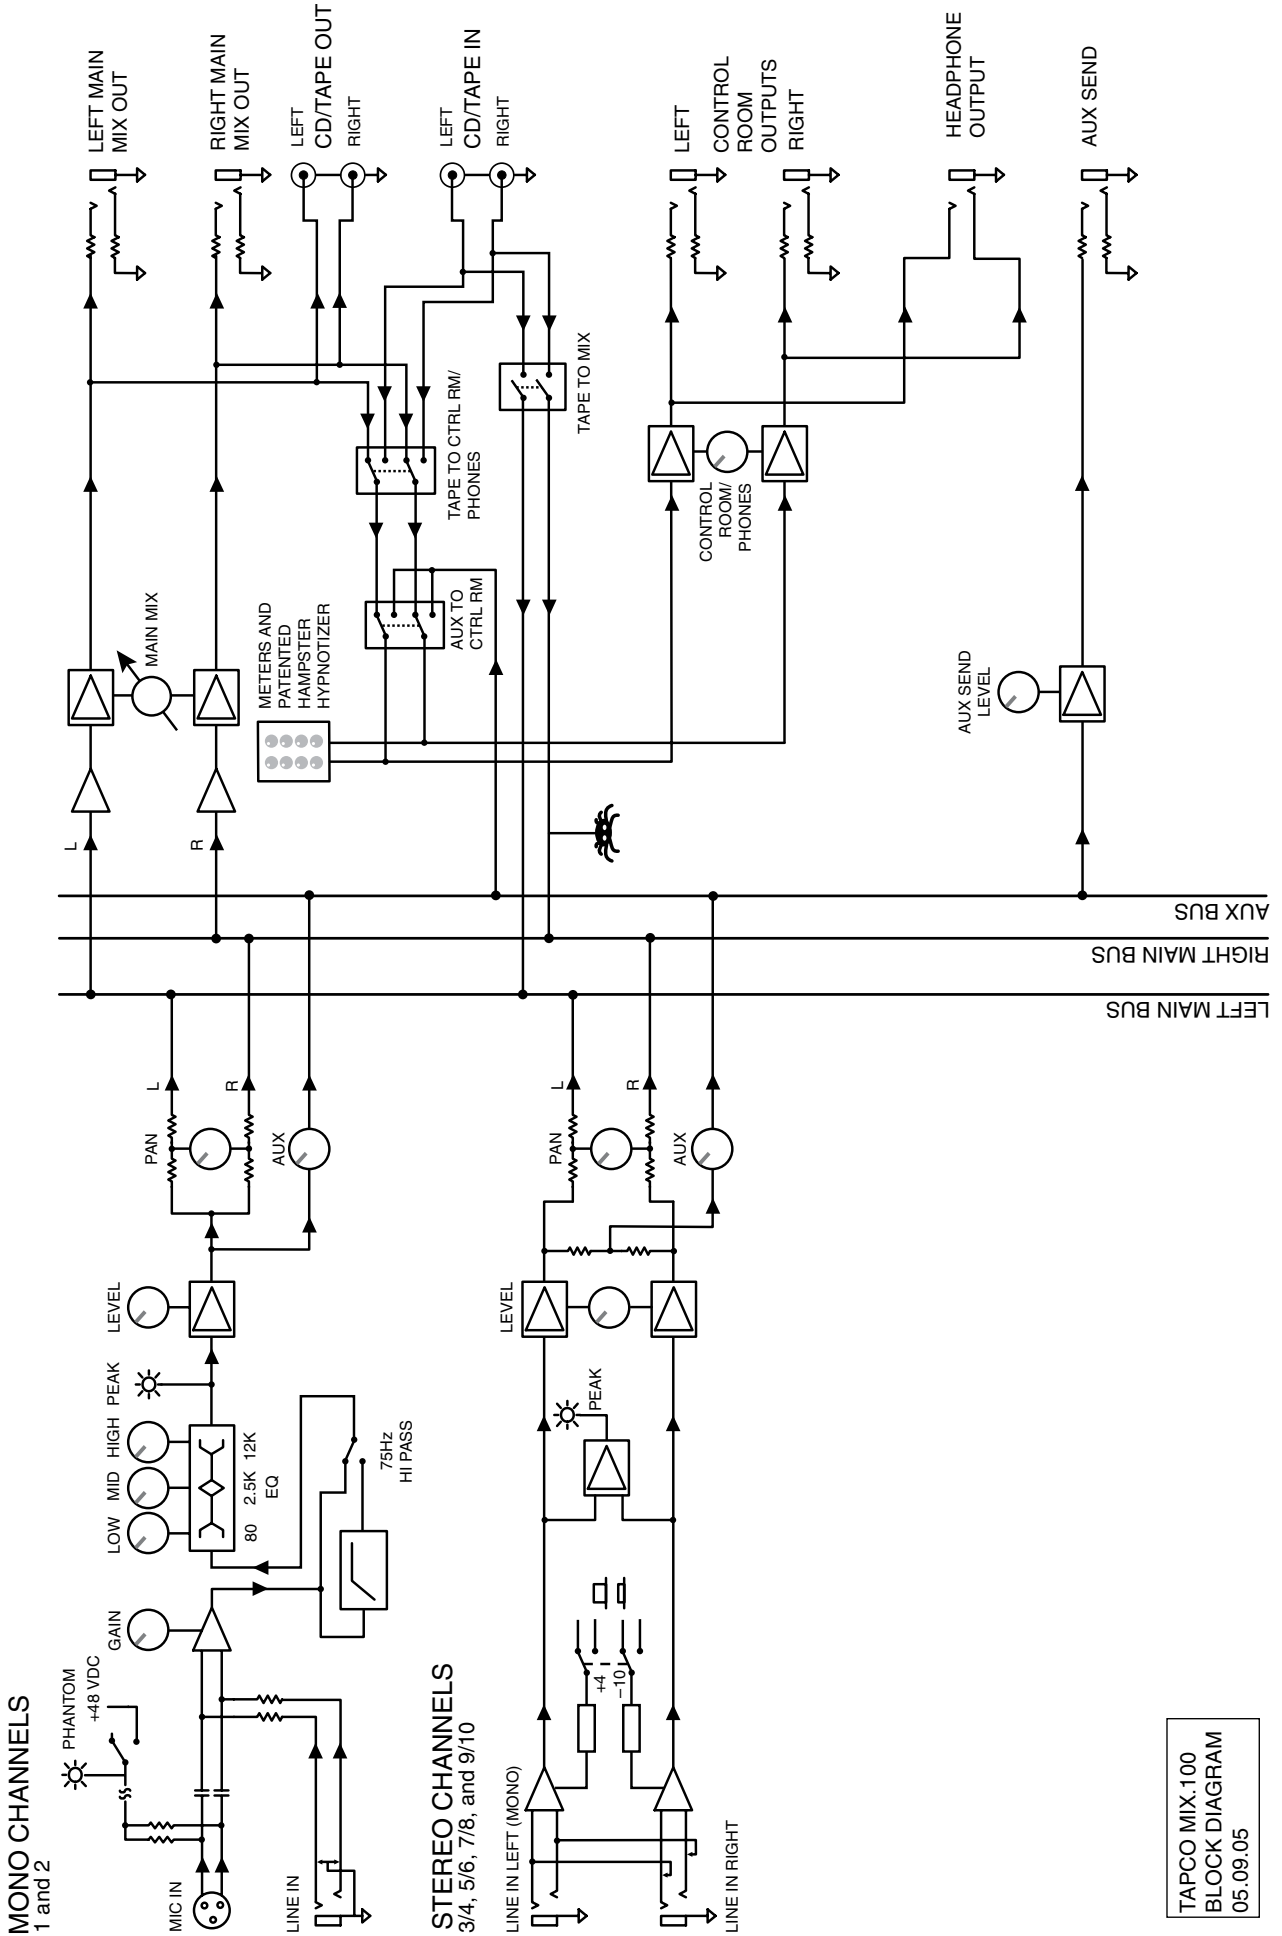 MONO CHANNELS
1 and 2
PHANTOM
+48 VDC
MIC IN
LINE IN
GAIN
LOW
MID
HIGH
80
2.5K
12K
EQ
PEAK
LEVEL
75Hz
HI PASS
PAN
L
R
AUX
STEREO CHANNELS
3/4, 5/6, 7/8, and 9/10
LINE IN LEFT (MONO)
LINE IN RIGHT
+4
–10
PEAK
LEVEL
PAN
L
R
AUX
LEFT MAIN BUS
RIGHT MAIN BUS
AUX BUS
L
R
MAIN MIX
METERS AND
PATENTED
HAMPSTER
HYPNOTIZER
AUX TO
CTRL RM
TAPE TO CTRL RM/
PHONES
TAPE TO MIX
CONTROL
ROOM/
PHONES
AUX SEND
LEVEL
LEFT MAIN
MIX OUT
RIGHT MAIN
MIX OUT
LEFT
CD/TAPE OUT
RIGHT
LEFT
CD/TAPE IN
RIGHT
LEFT
CONTROL
ROOM
OUTPUTS
RIGHT
HEADPHONE
OUTPUT
AUX SEND
TAPCO MIX.100
BLOCK DIAGRAM
05.09.05